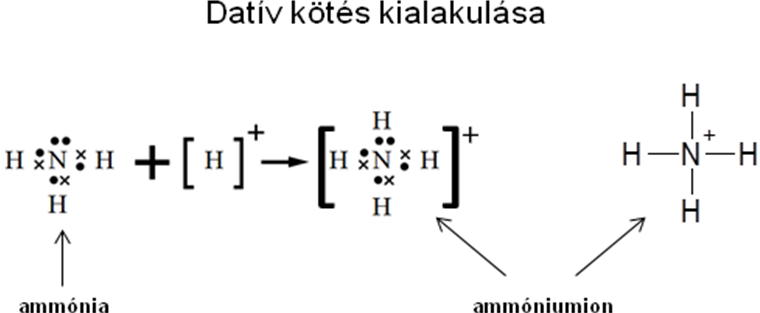 Datív kötés kialakulása
H N H
H
+ [ H ]+
H
[ H N H ]+
H
H
H — N+ — H
H
ammónia
ammóniumion